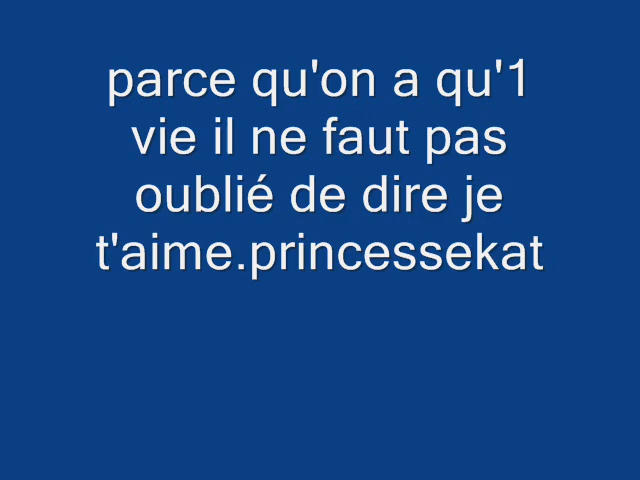 parce qu'on a qu'1
vie il ne faut pas
oublié de dire je
t'aime.princessekat